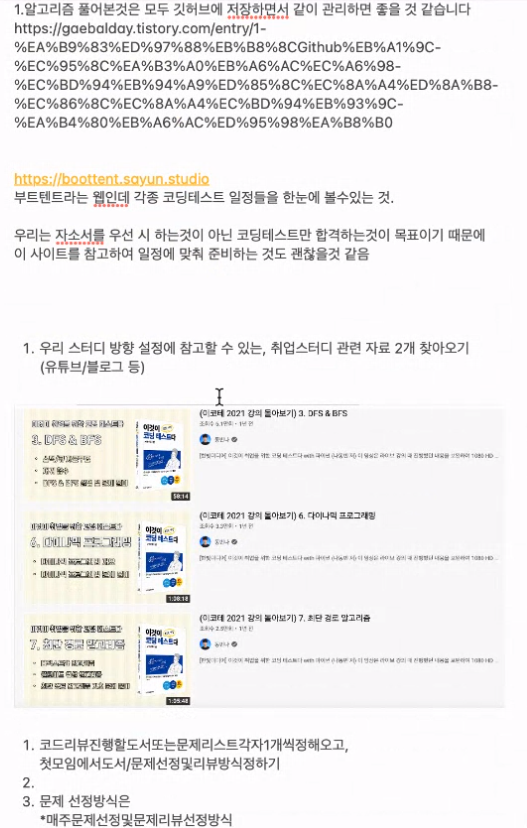 1.알고리즘 풀어본것은 모두 깃허브에 저장하면서 같이 관리하면 좋을 것 같습니다
https://gaebalday.tistory.com/entry/1-
%EA%B9%83%ED%97%88%EB%B8%8CGithub%EB%A1%9C-
%EC%95%8C%EA%B3%A0%EB%A6%AC%EC%A6%98-
%EC%BD%94%EB%94%A9%ED%85%8C%EC%8A%A4%ED%8A%B8-
%EC%86%8C%EC%8A%A4%EC%BD%94%EB%93%9C-
%EA%B4%80%EB%A6%AC%ED%95%98%EA%B8%B0
https://boottent.sayun.studio
부트텐트라는 웹인데 각종 코딩테스트 일정들을 한눈에 볼수있는 것.
우리는 자소서를 우선 시 하는것이 아닌 코딩테스트만 합격하는것이 목표이기 때문에
이 사이트를 참고하여 일정에 맞춰 준비하는 것도 괜찮을것 같음
1. 우리 스터디 방향 설정에 참고할 수 있는, 취업스터디 관련 자료 2개 찾아오기
(유튜브/블로그 등)
(이코테 2021 강의 몰아보기) 3. DFS & BFS
3. DFS & BFS
이것이
코딩 테스트다
동빈나
59:14
(이코테 2021 강의 몰아보기) 6. 다이나믹 프로그래밍
6. 다이나믹 프로그래밍
이것이
코딩 테스트다
동빈나
1:08:18
(이코테 2021 강의 몰아보기) 7. 최단 경로 알고리즘
7. 최단 경로 알고리즘
이것이
코딩 테스트다
동빈나
1:05:48
1. 코드리뷰진행할도서또는문제리스트각자1개씩정해오고,
첫모임에서도서/문제선정및리뷰방식정하기
2.
3. 문제 선정방식은
*매주문제선정및문제리뷰선정방식